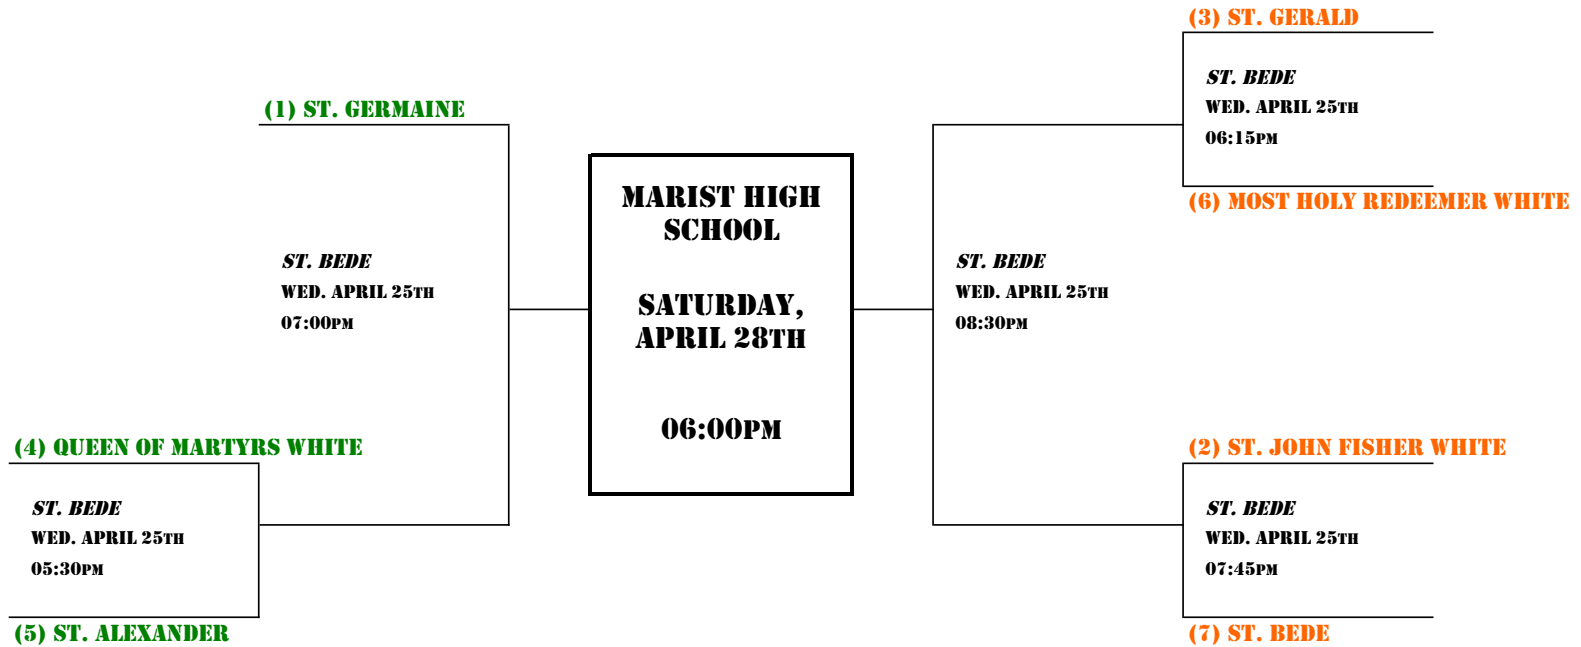 (3) ST. GERALD
ST. BEDE
WED. APRIL 25TH
06:15PM
(6) MOST HOLY REDEEMER WHITE
(1) ST. GERMAINE
ST. BEDE
WED. APRIL 25TH
07:00PM
MARIST HIGH
SCHOOL
SATURDAY,
APRIL 28TH
06:00PM
ST. BEDE
WED. APRIL 25TH
08:30PM
(4) QUEEN OF MARTYRS WHITE
ST. BEDE
WED. APRIL 25TH
05:30PM
(5) ST. ALEXANDER
(2) ST. JOHN FISHER WHITE
ST. BEDE
WED. APRIL 25TH
07:45PM
(7) ST. BEDE